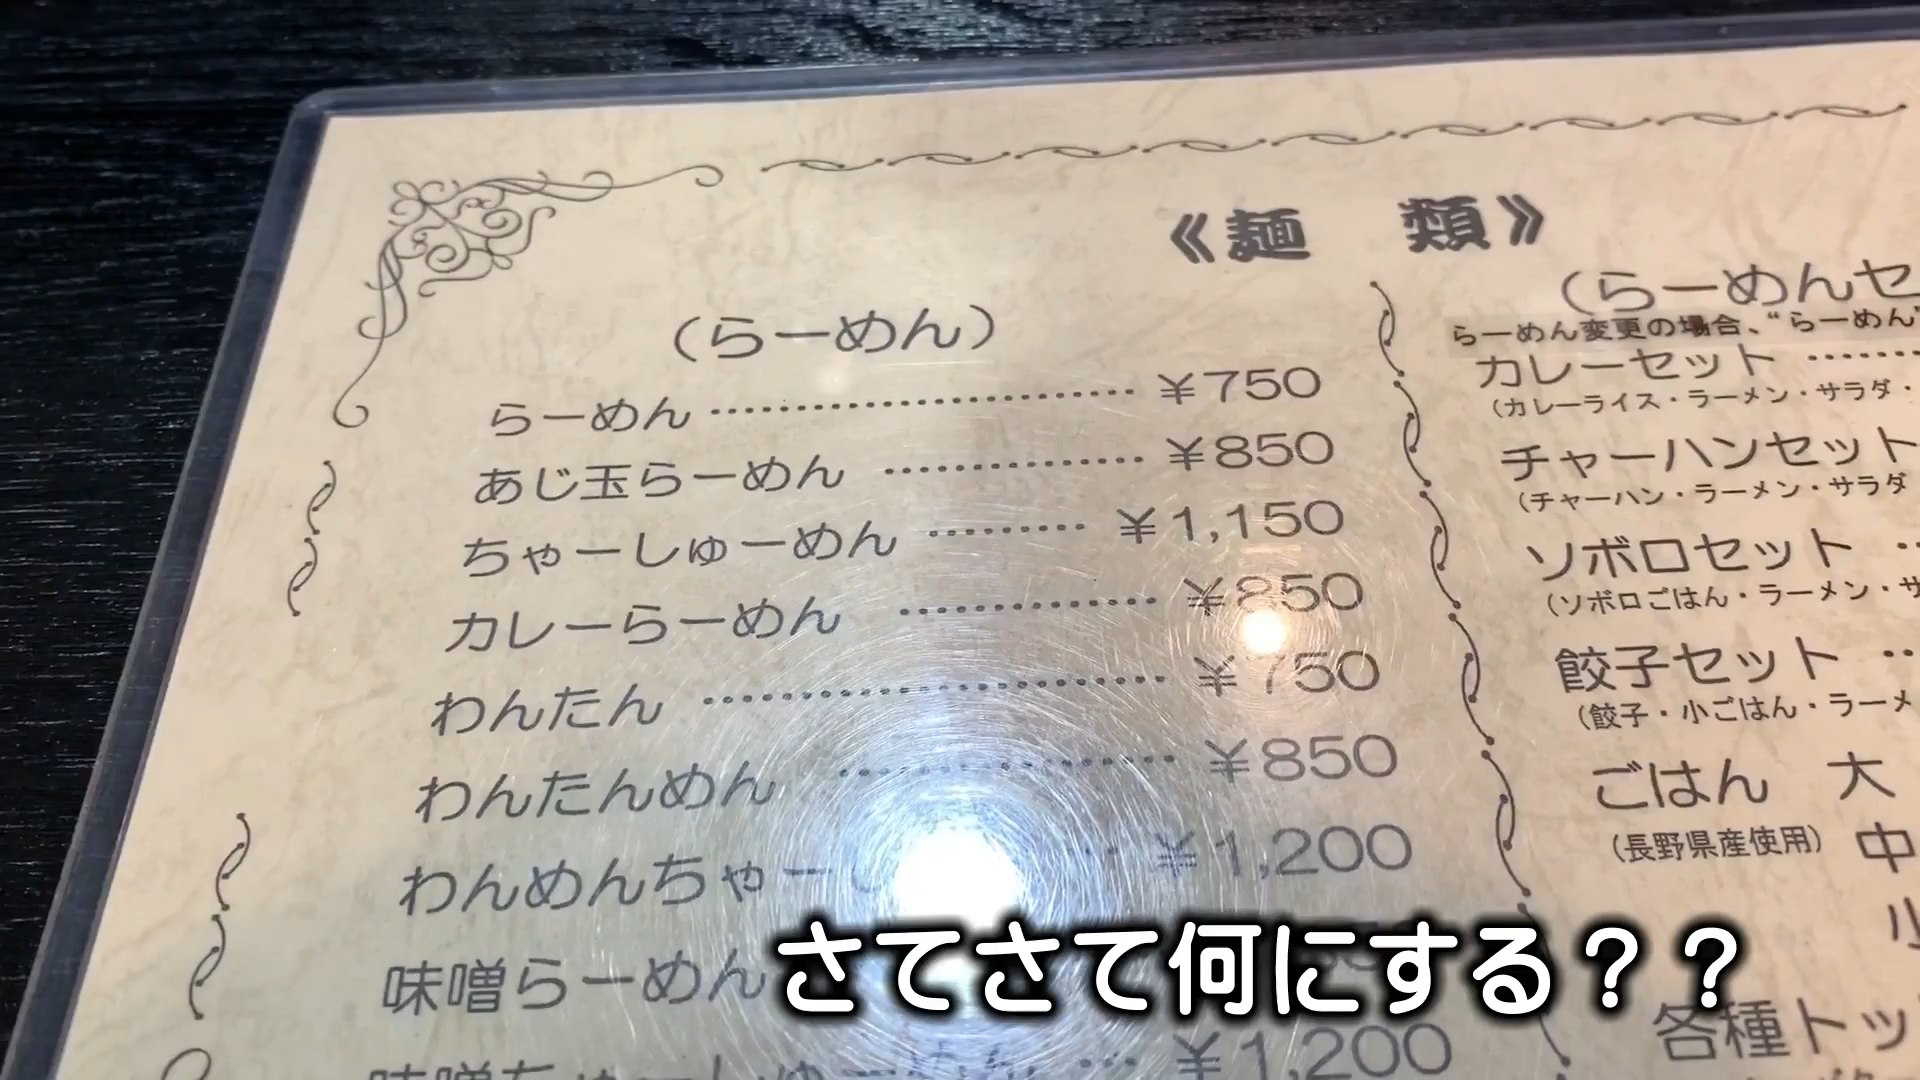 《麺 類》
(らーめん)
らーめん ¥750
あじ玉らーめん ¥850
ちゃーしゅーめん ¥1,150
カレーらーめん ¥850
わんたん ¥750
わんたんめん ¥850
わんめんちゃー ¥1,200
味噌らーめん
¥1,200
(らーめんセ
らーめん変更の場合、“らーめん”
カレーセット
(カレーライス・ラーメン・サラダ・
チャーハンセット
(チャーハン・ラーメン・サラダ
ソボロセット
(ソボロごはん・ラーメン・サ
餃子セット
(餃子・小ごはん・ラーメ
ごはん 大
(長野県産使用) 中
小
各種トッ
さてさて何にする？？